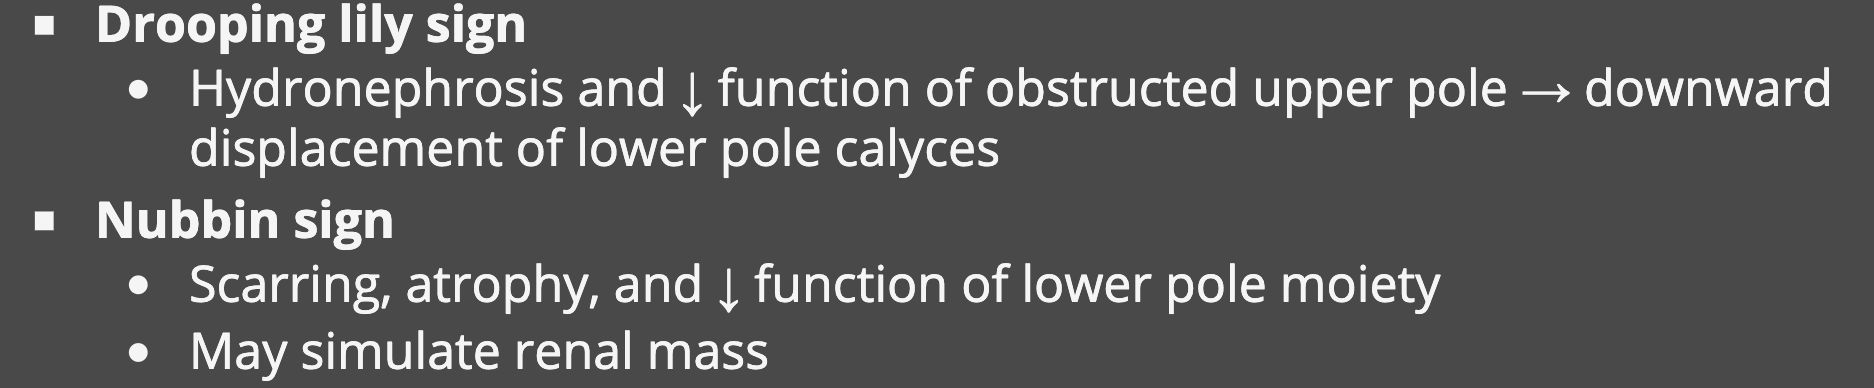 ▪ Drooping lily sign
• Hydronephrosis and ↓ function of obstructed upper pole → downward
displacement of lower pole calyces
▪ Nubbin sign
• Scarring, atrophy, and ↓ function of lower pole moiety
• May simulate renal mass